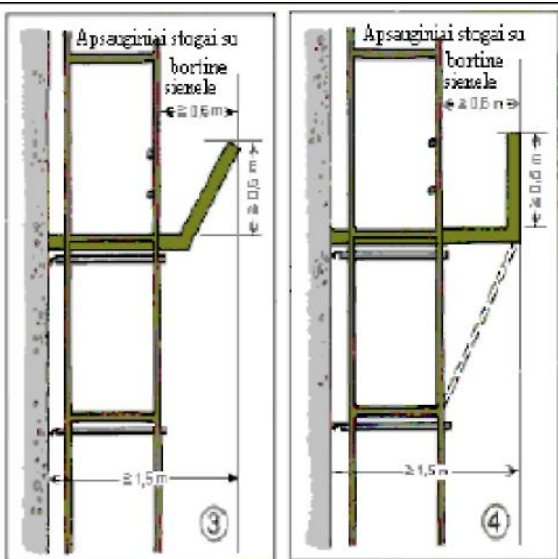 Apsauginiai stogai su
bortine
sienele
≥ 0,6 m
≥ 0,6 m
≥ 1,5 m
3
Apsauginiai stogai su
bortine
sienele
≥ 0,6 m
≥ 0,6 m
≥ 1,5 m
4